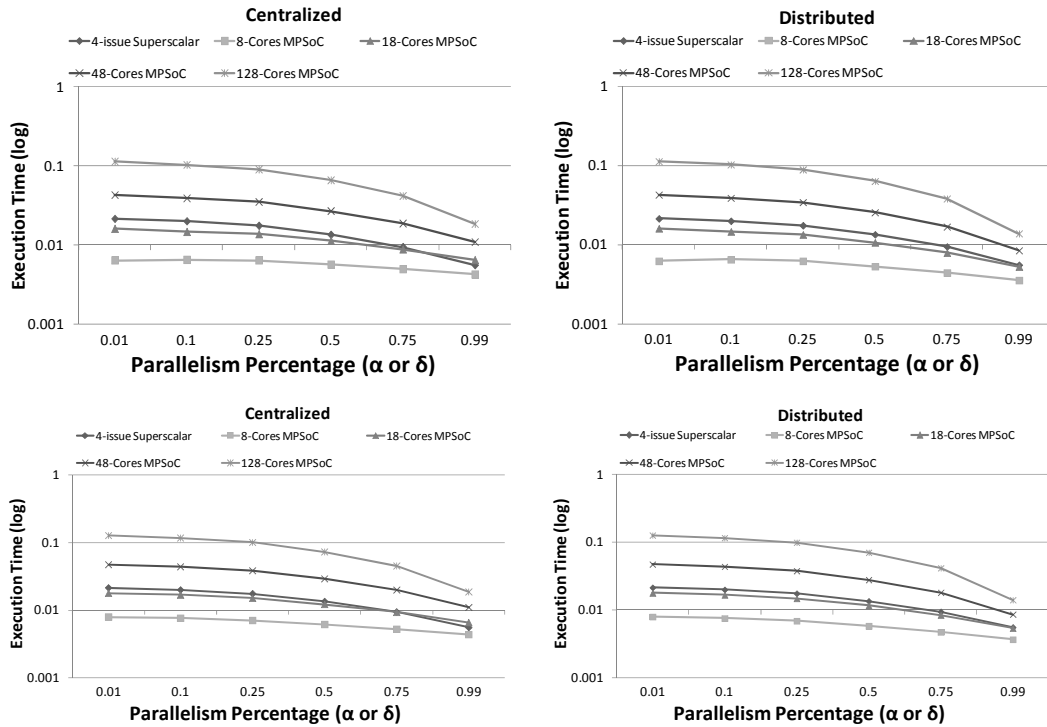 Centralized
4-issue Superscalar 8-Cores MPSoC 18-Cores MPSoC
48-Cores MPSoC 128-Cores MPSoC
Execution Time (log)
1
0.1
0.01
0.001
0.01 0.1 0.25 0.5 0.75 0.99
Parallelism Percentage (α or δ)
Distributed
4-issue Superscalar 8-Cores MPSoC 18-Cores MPSoC
48-Cores MPSoC 128-Cores MPSoC
Execution Time (log)
1
0.1
0.01
0.001
0.01 0.1 0.25 0.5 0.75 0.99
Parallelism Percentage (α or δ)
Centralized
4-issue Superscalar 8-Cores MPSoC 18-Cores MPSoC
48-Cores MPSoC 128-Cores MPSoC
Execution Time (log)
1
0.1
0.01
0.001
0.01 0.1 0.25 0.5 0.75 0.99
Parallelism Percentage (α or δ)
Distributed
4-issue Superscalar 8-Cores MPSoC 18-Cores MPSoC
48-Cores MPSoC 128-Cores MPSoC
Execution Time (log)
1
0.1
0.01
0.001
0.01 0.1 0.25 0.5 0.75 0.99
Parallelism Percentage (α or δ)